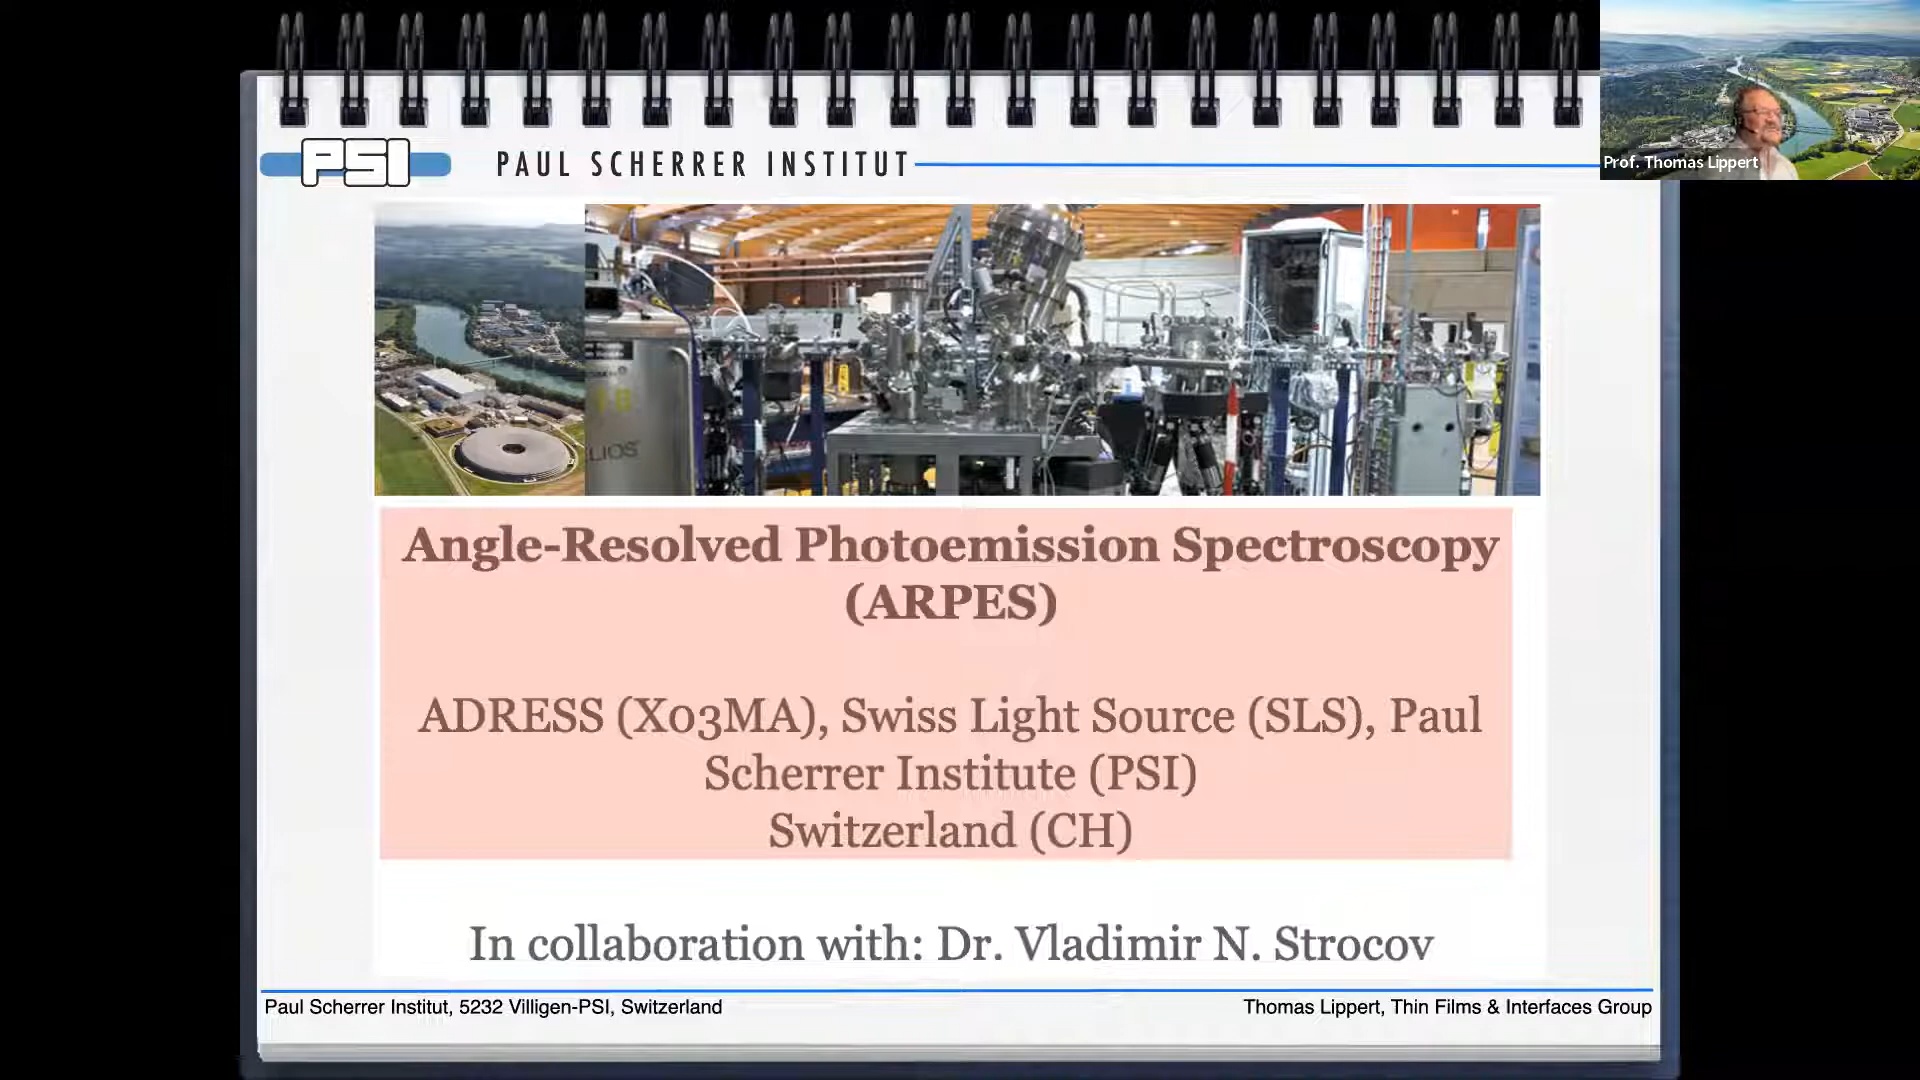 PSI
PAUL SCHERRER INSTITUT
Prof. Thomas Lippert
LIOS
Angle-Resolved Photoemission Spectroscopy
(ARPES)
ADRESS (X03MA), Swiss Light Source (SLS), Paul
Scherrer Institute (PSI)
Switzerland (CH)
In collaboration with: Dr. Vladimir N. Strocov
Paul Scherrer Institut, 5232 Villigen-PSI, Switzerland
Thomas Lippert, Thin Films & Interfaces Group